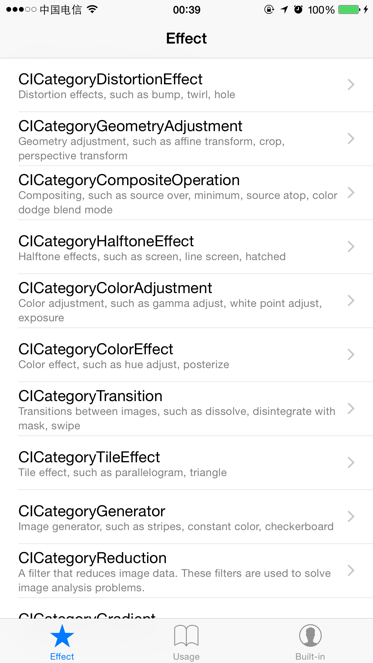 中国电信 00:39 100%
Effect
CICategoryDistortionEffect
Distortion effects, such as bump, twirl, hole
CICategoryGeometryAdjustment
Geometry adjustment, such as affine transform, crop,
perspective transform
CICategoryCompositeOperation
Compositing, such as source over, minimum, source atop, color
dodge blend mode
CICategoryHalftoneEffect
Halftone effects, such as screen, line screen, hatched
CICategoryColorAdjustment
Color adjustment, such as gamma adjust, white point adjust,
exposure
CICategoryColorEffect
Color effect, such as hue adjust, posterize
CICategoryTransition
Transitions between images, such as dissolve, disintegrate with
mask, swipe
CICategoryTileEffect
Tile effect, such as parallelogram, triangle
CICategoryGenerator
Image generator, such as stripes, constant color, checkerboard
CICategoryReduction
A filter that reduces image data. These filters are used to solve
image analysis problems.
CICategoryGradient
Effect Usage Built-in